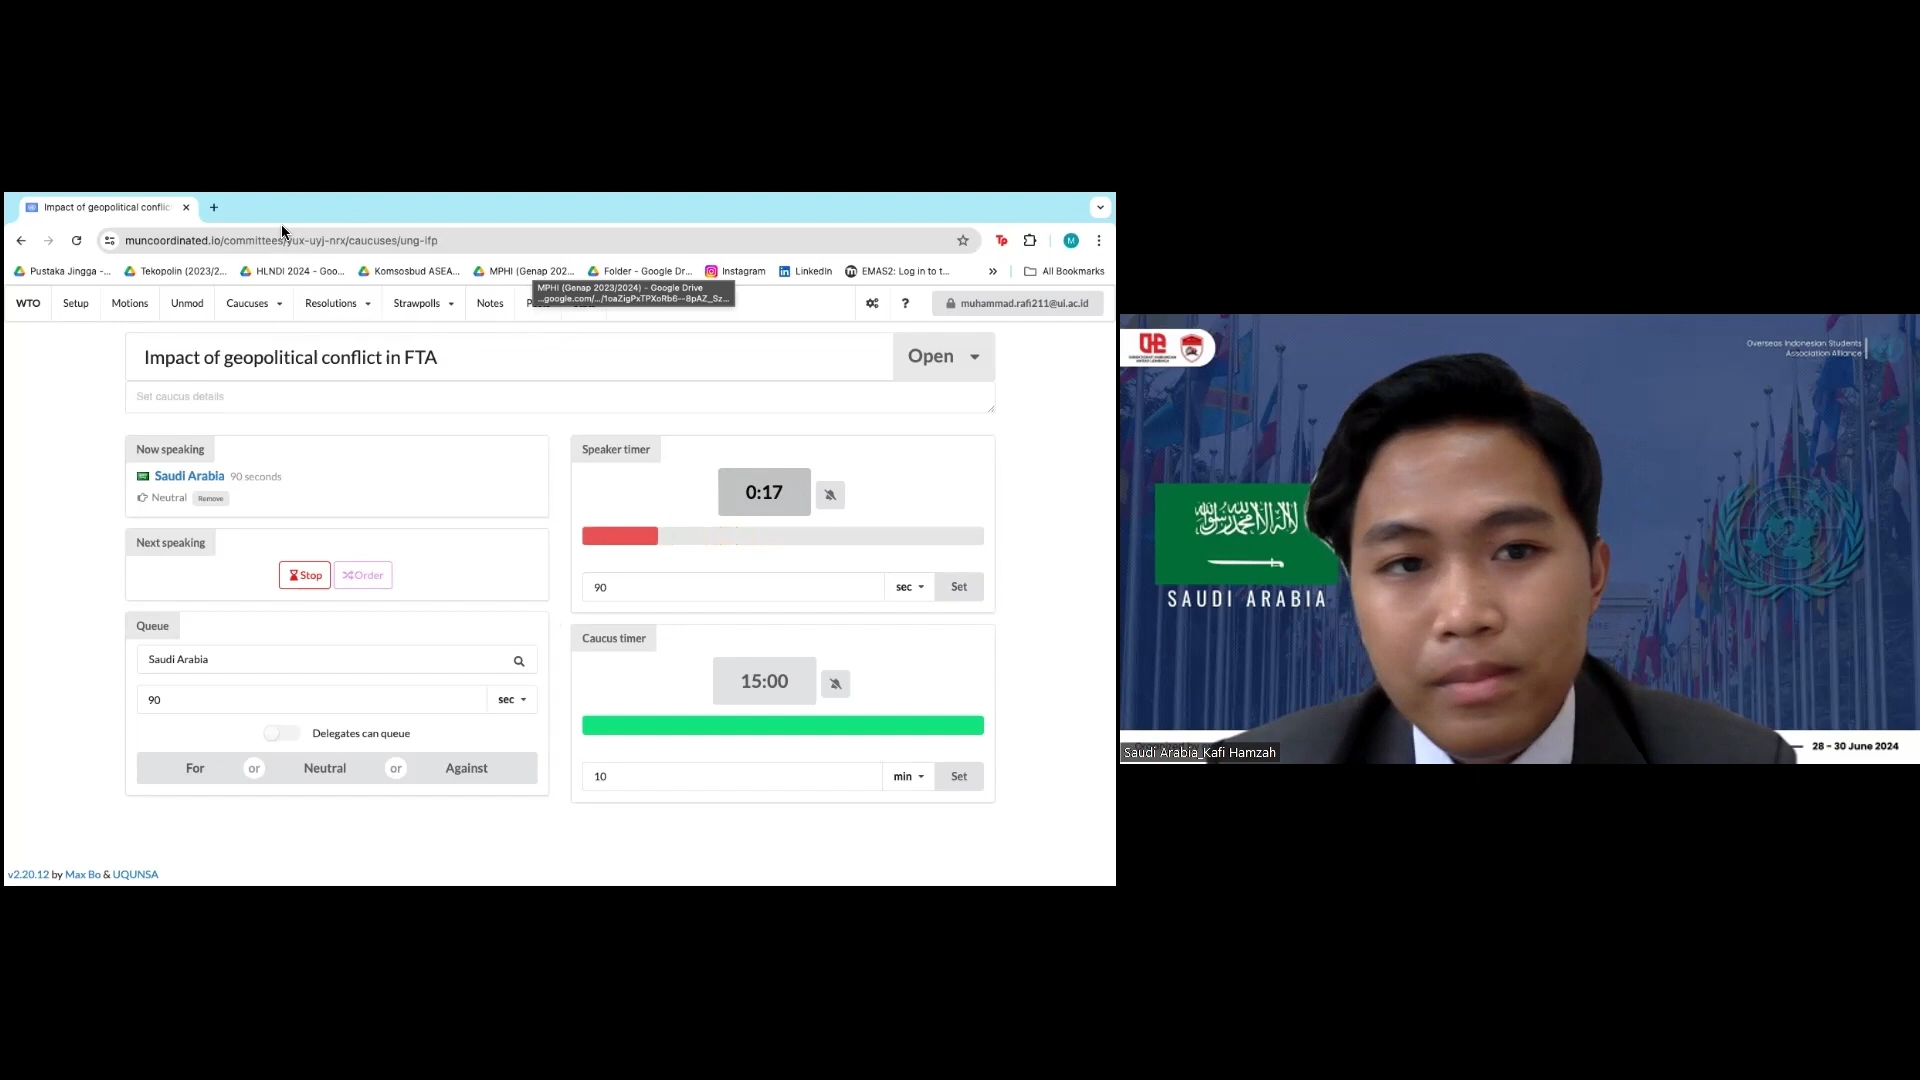 Impact of geopolitical conflic
muncoordinated.io/committees/yux-uyj-nrx/caucuses/ung-ifp
Pustaka Jingga -...
Tekopolin (2023/2...
HLNDI 2024 - Goo...
Komsosbud ASEA...
MPHI (Genap 202...
Folder - Google Dr...
Instagram
LinkedIn
EMAS2: Log in to t...
»
All Bookmarks
MPHI (Genap 2023/2024) - Google Drive
...google.com/.../1oaZigPxTPXoRb6--8pAZ_Sz...
WTO
Setup
Motions
Unmod
Caucuses
Resolutions
Strawpolls
Notes
?
muhammad.rafi211@ui.ac.id
Impact of geopolitical conflict in FTA
Open
Set caucus details
Now speaking
Saudi Arabia 90 seconds
Neutral Remove
Next speaking
Stop
Order
Queue
Saudi Arabia
90
sec
Delegates can queue
For or Neutral or Against
Speaker timer
0:17
90
sec
Set
Caucus timer
15:00
10
min
Set
v2.20.12 by Max Bo & UQUNSA
Tp
M
Overseas Indonesian Students
Association Alliance
SAUDI ARABIA
Saudi Arabia_Kafi Hamzah
28 - 30 June 2024